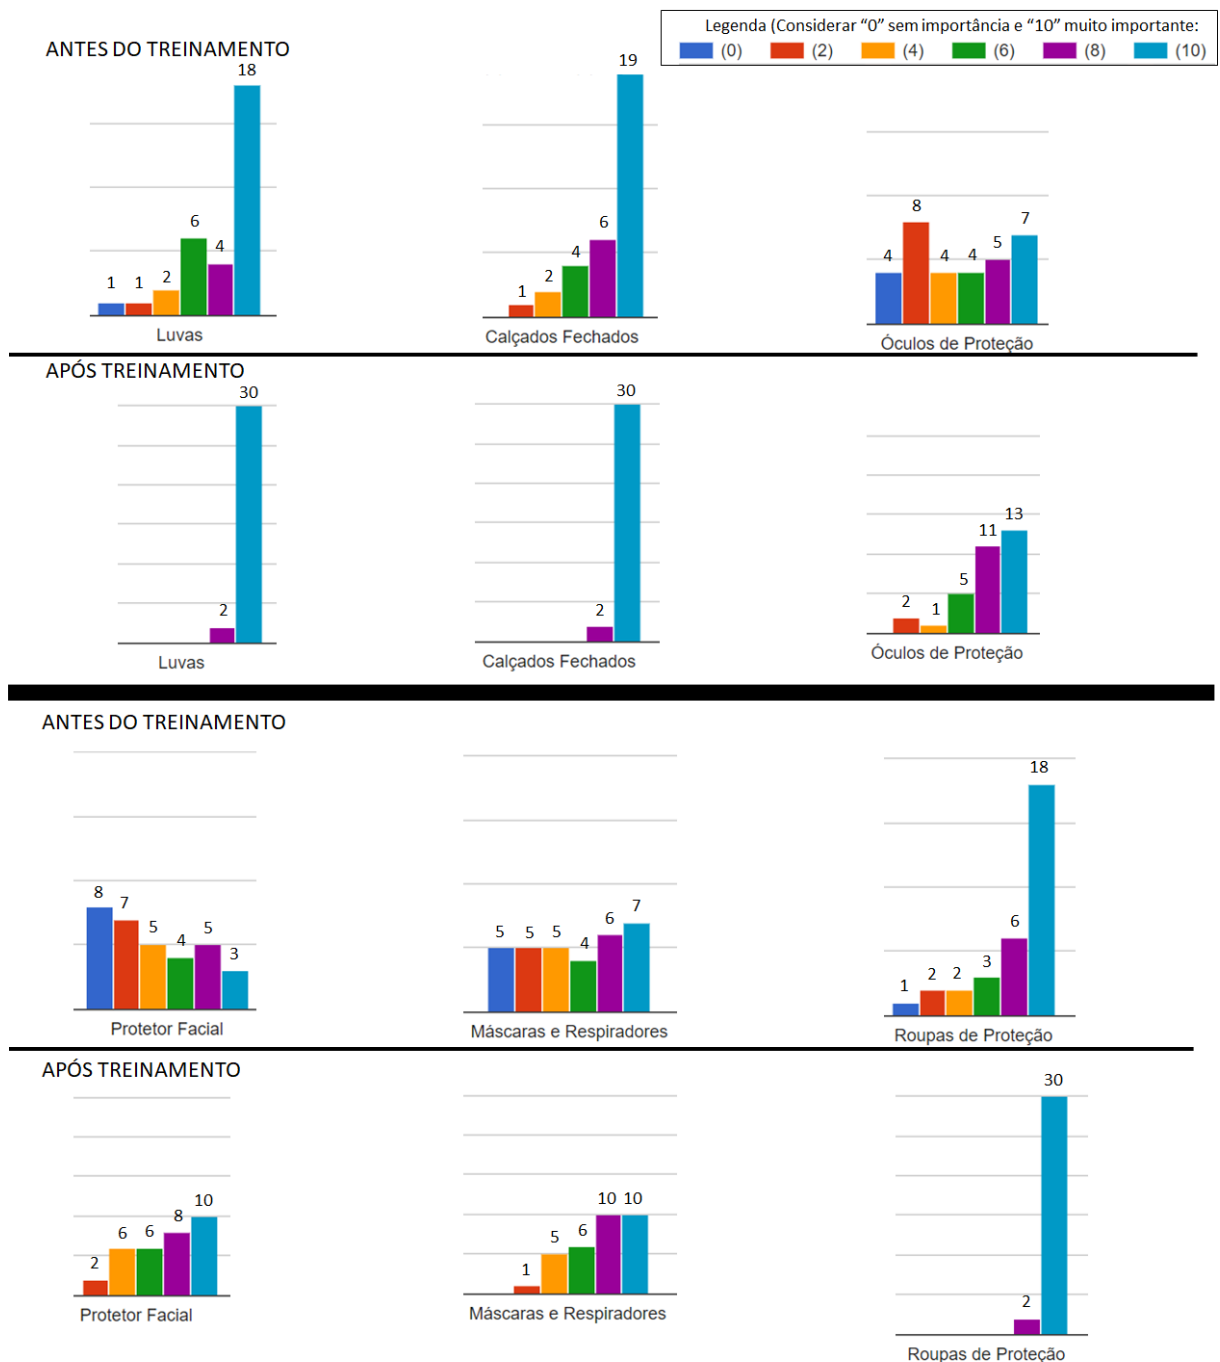 Legenda (Considerar “0” sem importância e “10” muito importante:
(0) (2) (4) (6) (8) (10)
ANTES DO TREINAMENTO
1 1 2 6 4 18
Luvas
1 2 4 6 19
Calçados Fechados
4 8 4 4 5 7
Óculos de Proteção
APÓS TREINAMENTO
2 30
Luvas
2 30
Calçados Fechados
2 1 5 11 13
Óculos de Proteção
ANTES DO TREINAMENTO
8 7 5 4 5 3
Protetor Facial
5 5 5 4 6 7
Máscaras e Respiradores
1 2 2 3 6 18
Roupas de Proteção
APÓS TREINAMENTO
2 6 6 8 10
Protetor Facial
1 5 6 10 10
Máscaras e Respiradores
2 30
Roupas de Proteção